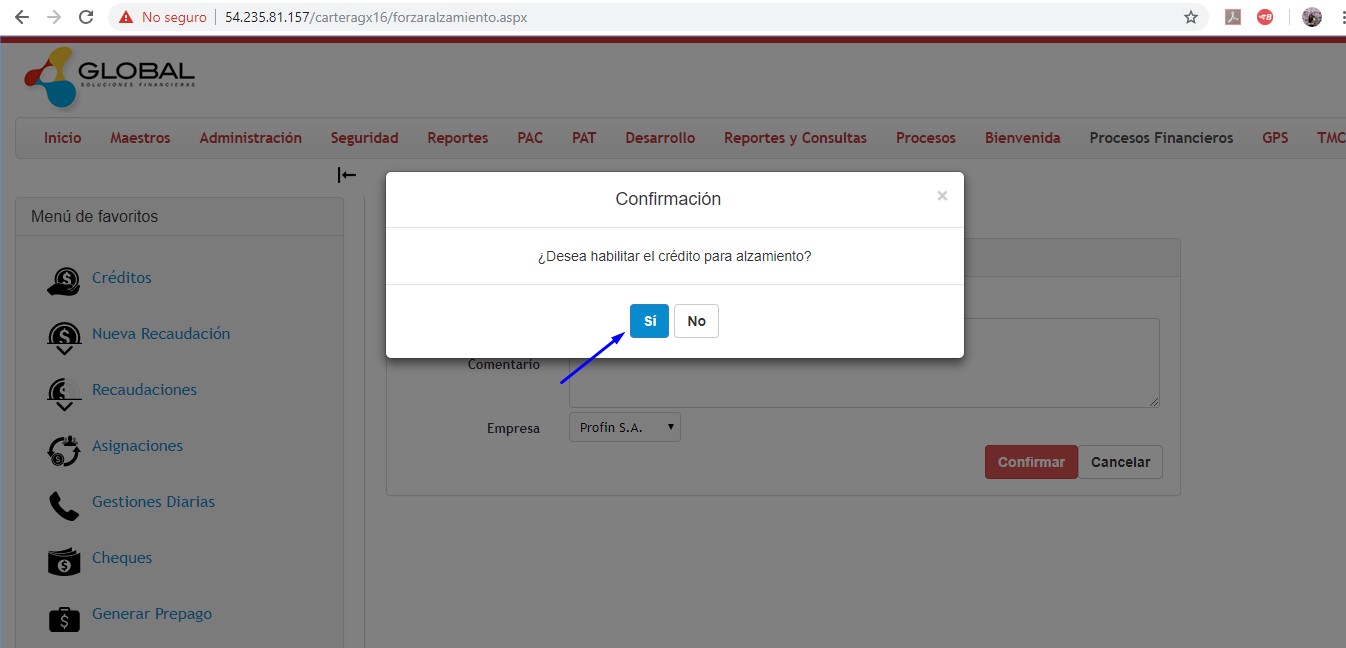 No seguro
54.235.81.157/carteragx16/forzaralzamiento.aspx
GLOBAL
SOLUCIONES FINANCIERAS
Inicio Maestros Administración Seguridad Reportes PAC PAT Desarrollo Reportes y Consultas Procesos Bienvenida Procesos Financieros GPS TMC
Menú de favoritos
Créditos
Nueva Recaudación
Recaudaciones
Asignaciones
Gestiones Diarias
Cheques
Generar Prepago
Confirmación
×
¿Desea habilitar el crédito para alzamiento?
Sí No
Comentario
Empresa Profin S.A.
Confirmar Cancelar